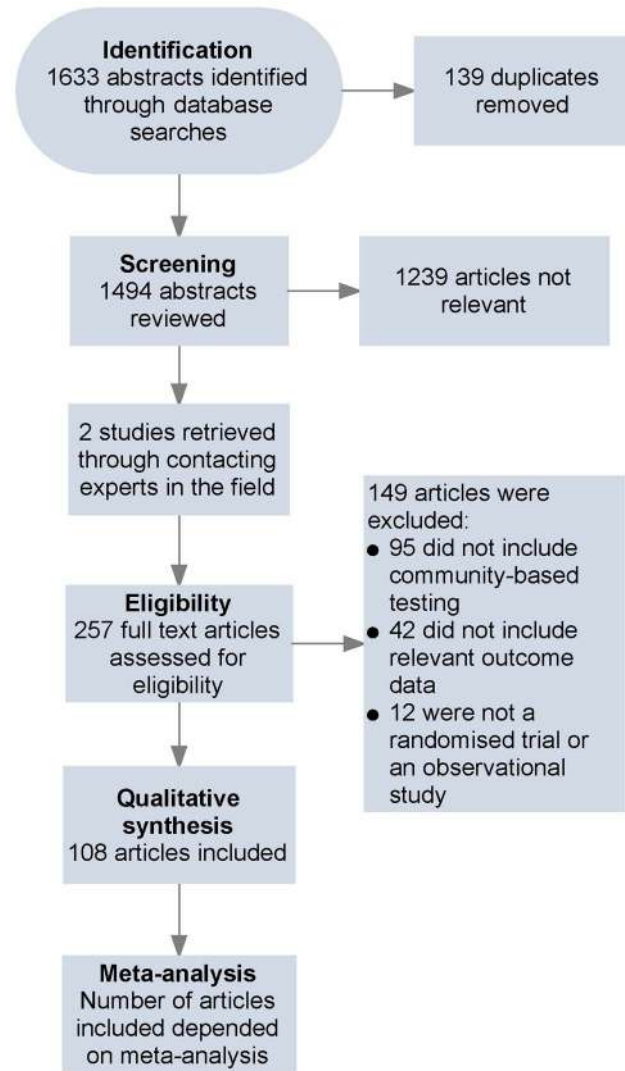 Identification
1633 abstracts identified
through database
searches
139 duplicates
removed
Screening
1494 abstracts
reviewed
1239 articles not
relevant
2 studies retrieved
through contacting
experts in the field
Eligibility
257 full text articles
assessed for
eligibility
149 articles were
excluded:
● 95 did not include
community-based
testing
● 42 did not include
relevant outcome
data
● 12 were not a
randomised trial or
an observational
study
Qualitative
synthesis
108 articles included
Meta-analysis
Number of articles
included depended
on meta-analysis